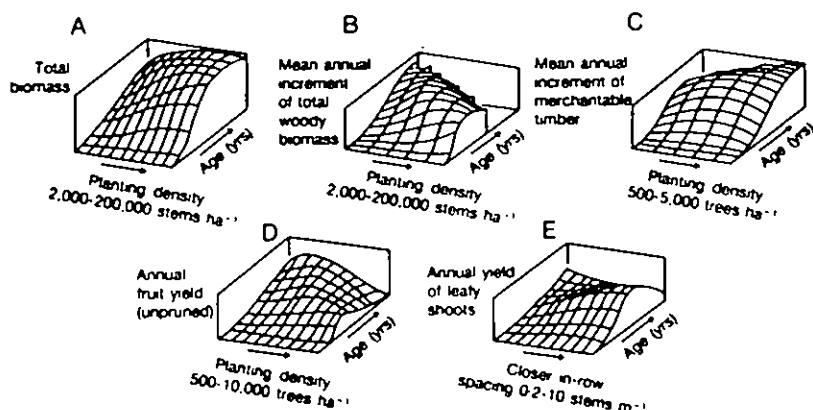 A
Total
biomass
Age (yrs)
Planting density
2,000-200,000 stems ha⁻¹
B
Mean annual
increment
of total
woody
biomass
Age (yrs)
Planting density
2,000-200,000 stems ha⁻¹
C
Mean annual
increment of
merchantable
timber
Age (yrs)
Planting density
500-5,000 trees ha⁻¹
D
Annual
fruit yield
(unpruned)
Age (yrs)
Planting density
500-10,000 trees ha⁻¹
E
Annual yield
of leafy
shoots
Age (yrs)
Closer in-row
spacing 0·2-10 stems m⁻¹